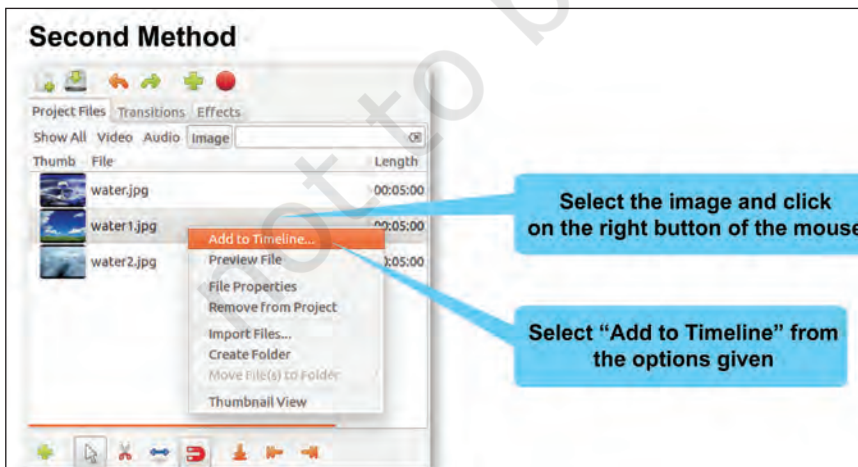 Second Method
Project Files Transitions Effects
Show All Video Audio Image
Thumb File Length
water.jpg 00:05:00
Select the image and click
on the right button of the mouse
water1.jpg 00:05:00
Add to Timeline...
water2.jpg 0:05:00
Preview File
File Properties
Remove from Project
Import Files...
Create Folder
Move File(s) to Folder
Thumbnail View
Select “Add to Timeline” from
the options given
not to b